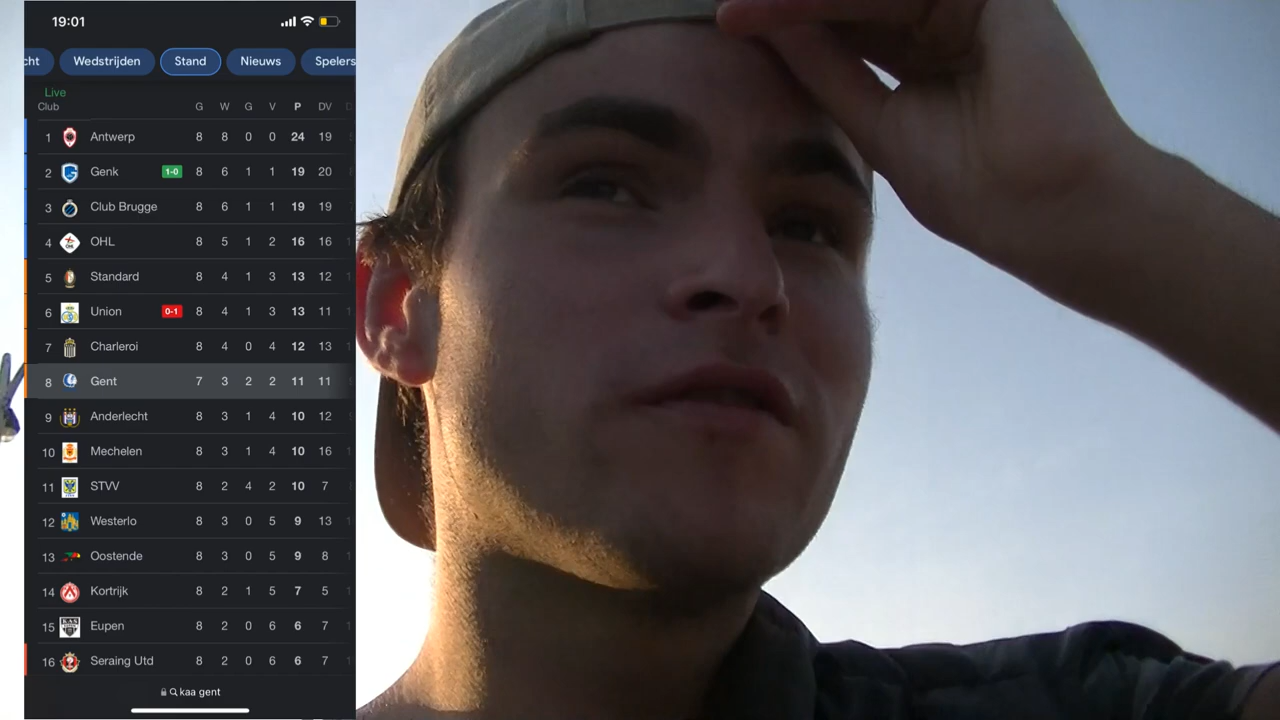 19:01
cht Wedstrijden Stand Nieuws Spelers
Live
Club G W G V P DV
1 Antwerp 8 8 0 0 24 19
2 Genk 1-0 8 6 1 1 19 20
3 Club Brugge 8 6 1 1 19 19
4 OHL 8 5 1 2 16 16
5 Standard 8 4 1 3 13 12
6 Union 0-1 8 4 1 3 13 11
7 Charleroi 8 4 0 4 12 13
8 Gent 7 3 2 2 11 11
9 Anderlecht 8 3 1 4 10 12
10 Mechelen 8 3 1 4 10 16
11 STVV 8 2 4 2 10 7
12 Westerlo 8 3 0 5 9 13
13 Oostende 8 3 0 5 9 8
14 Kortrijk 8 2 1 5 7 5
15 Eupen 8 2 0 6 6 7
16 Seraing Utd 8 2 0 6 6 7
kaa gent